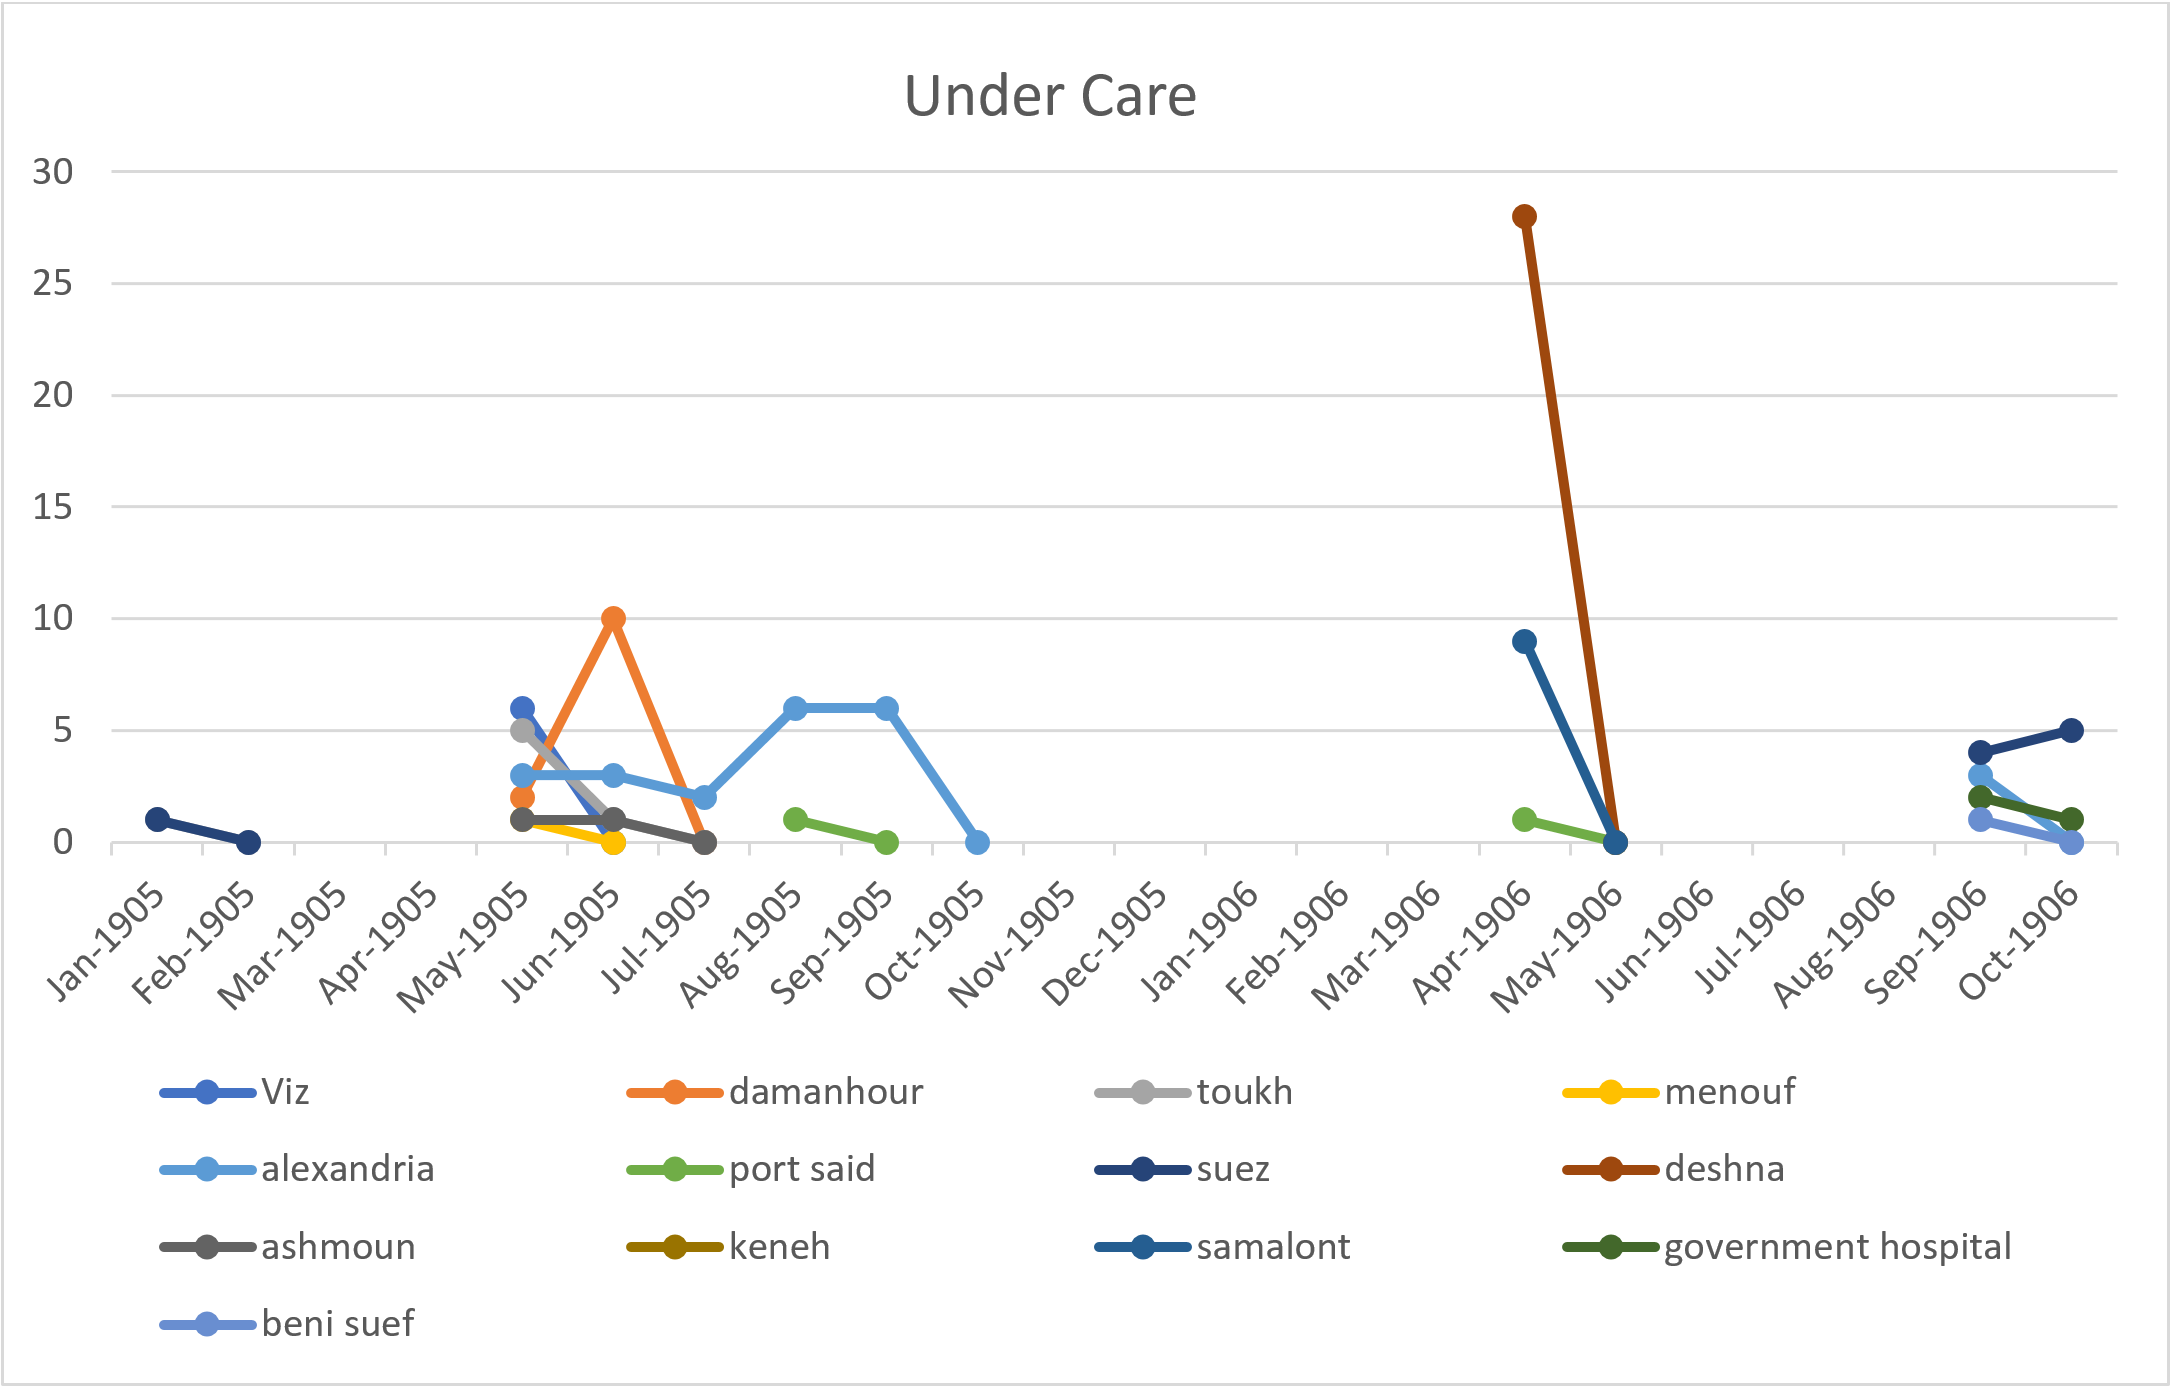 Under Care
30
25
20
15
10
5
0
Jan-1905
Feb-1905
Mar-1905
Apr-1905
May-1905
Jun-1905
Jul-1905
Aug-1905
Sep-1905
Oct-1905
Nov-1905
Dec-1905
Jan-1906
Feb-1906
Mar-1906
Apr-1906
May-1906
Jun-1906
Jul-1906
Aug-1906
Sep-1906
Oct-1906
Viz damanhour toukh menouf
alexandria port said suez deshna
ashmoun keneh samalont government hospital
beni suef